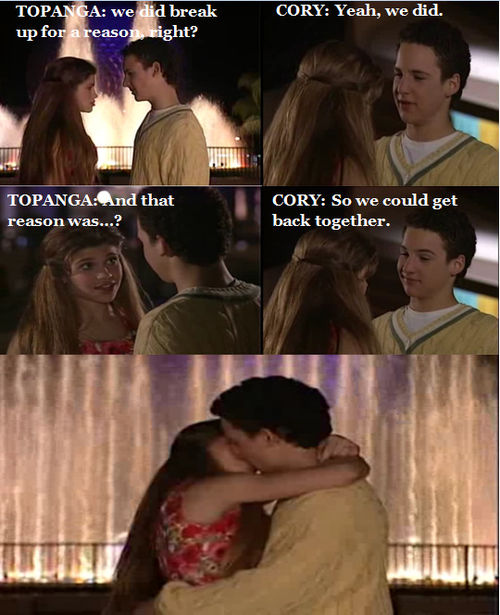 TOPANGA: we did break
up for a reason, right?
CORY: Yeah, we did.
TOPANGA: And that
reason was...?
CORY: So we could get
back together.